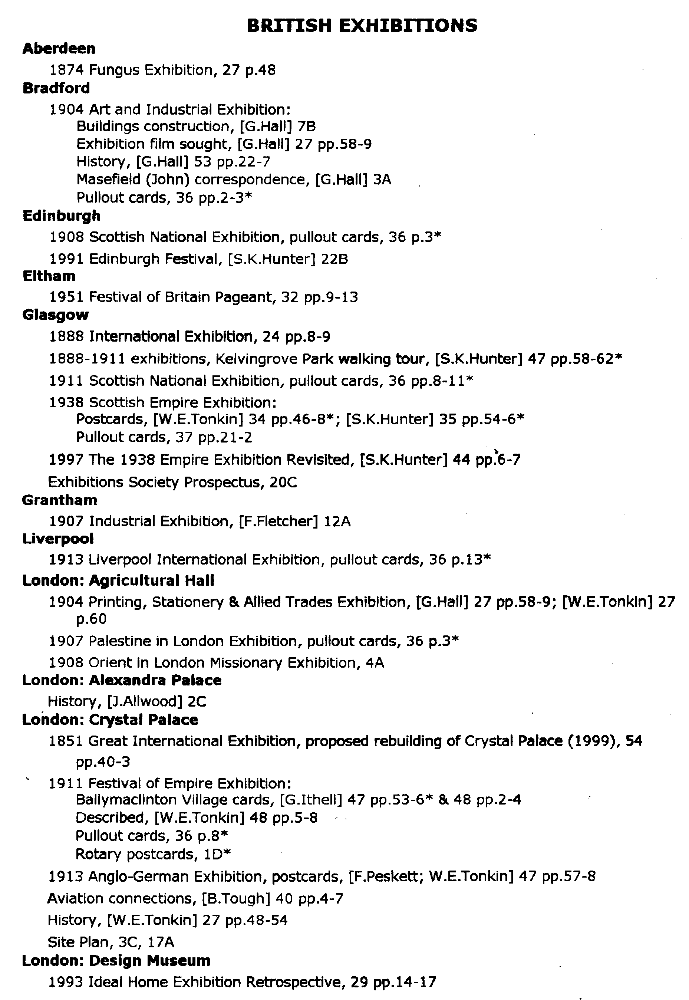 BRITISH EXHIBITIONS
Aberdeen
1874 Fungus Exhibition, 27 p.48
Bradford
1904 Art and Industrial Exhibition:
Buildings construction, [G.Hall] 7B
Exhibition film sought, [G.Hall] 27 pp.58-9
History, [G.Hall] 53 pp.22-7
Masefield (John) correspondence, [G.Hall] 3A
Pullout cards, 36 pp.2-3*
Edinburgh
1908 Scottish National Exhibition, pullout cards, 36 p.3*
1991 Edinburgh Festival, [S.K.Hunter] 22B
Eltham
1951 Festival of Britain Pageant, 32 pp.9-13
Glasgow
1888 International Exhibition, 24 pp.8-9
1888-1911 exhibitions, Kelvingrove Park walking tour, [S.K.Hunter] 47 pp.58-62*
1911 Scottish National Exhibition, pullout cards, 36 pp.8-11*
1938 Scottish Empire Exhibition:
Postcards, [W.E.Tonkin] 34 pp.46-8*; [S.K.Hunter] 35 pp.54-6*
Pullout cards, 37 pp.21-2
1997 The 1938 Empire Exhibition Revisited, [S.K.Hunter] 44 pp.6-7
Exhibitions Society Prospectus, 20C
Grantham
1907 Industrial Exhibition, [F.Fletcher] 12A
Liverpool
1913 Liverpool International Exhibition, pullout cards, 36 p.13*
London: Agricultural Hall
1904 Printing, Stationery & Allied Trades Exhibition, [G.Hall] 27 pp.58-9; [W.E.Tonkin] 27
p.60
1907 Palestine in London Exhibition, pullout cards, 36 p.3*
1908 Orient in London Missionary Exhibition, 4A
London: Alexandra Palace
History, [J.Allwood] 2C
London: Crystal Palace
1851 Great International Exhibition, proposed rebuilding of Crystal Palace (1999), 54
pp.40-3
1911 Festival of Empire Exhibition:
Ballymaclinton Village cards, [G.Ithell] 47 pp.53-6* & 48 pp.2-4
Described, [W.E.Tonkin] 48 pp.5-8
Pullout cards, 36 p.8*
Rotary postcards, 1D*
1913 Anglo-German Exhibition, postcards, [F.Peskett; W.E.Tonkin] 47 pp.57-8
Aviation connections, [B.Tough] 40 pp.4-7
History, [W.E.Tonkin] 27 pp.48-54
Site Plan, 3C, 17A
London: Design Museum
1993 Ideal Home Exhibition Retrospective, 29 pp.14-17